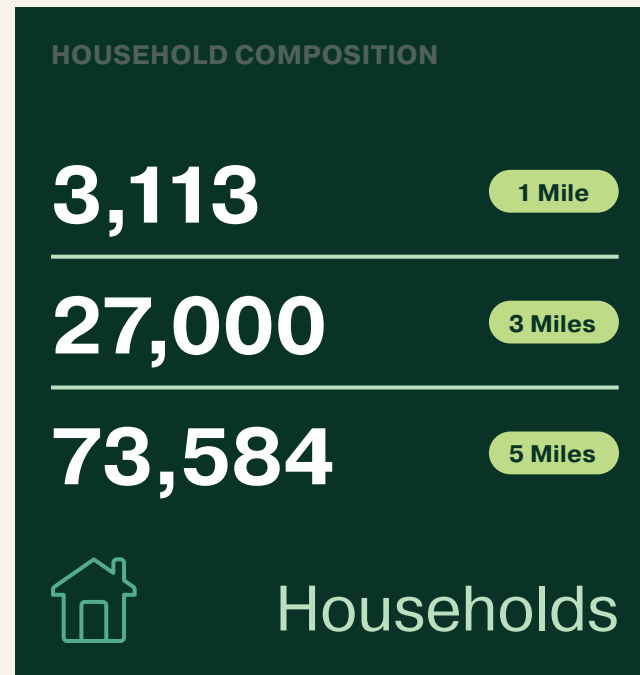 HOUSEHOLD COMPOSITION
3,113 1 Mile
27,000 3 Miles
73,584 5 Miles
Households